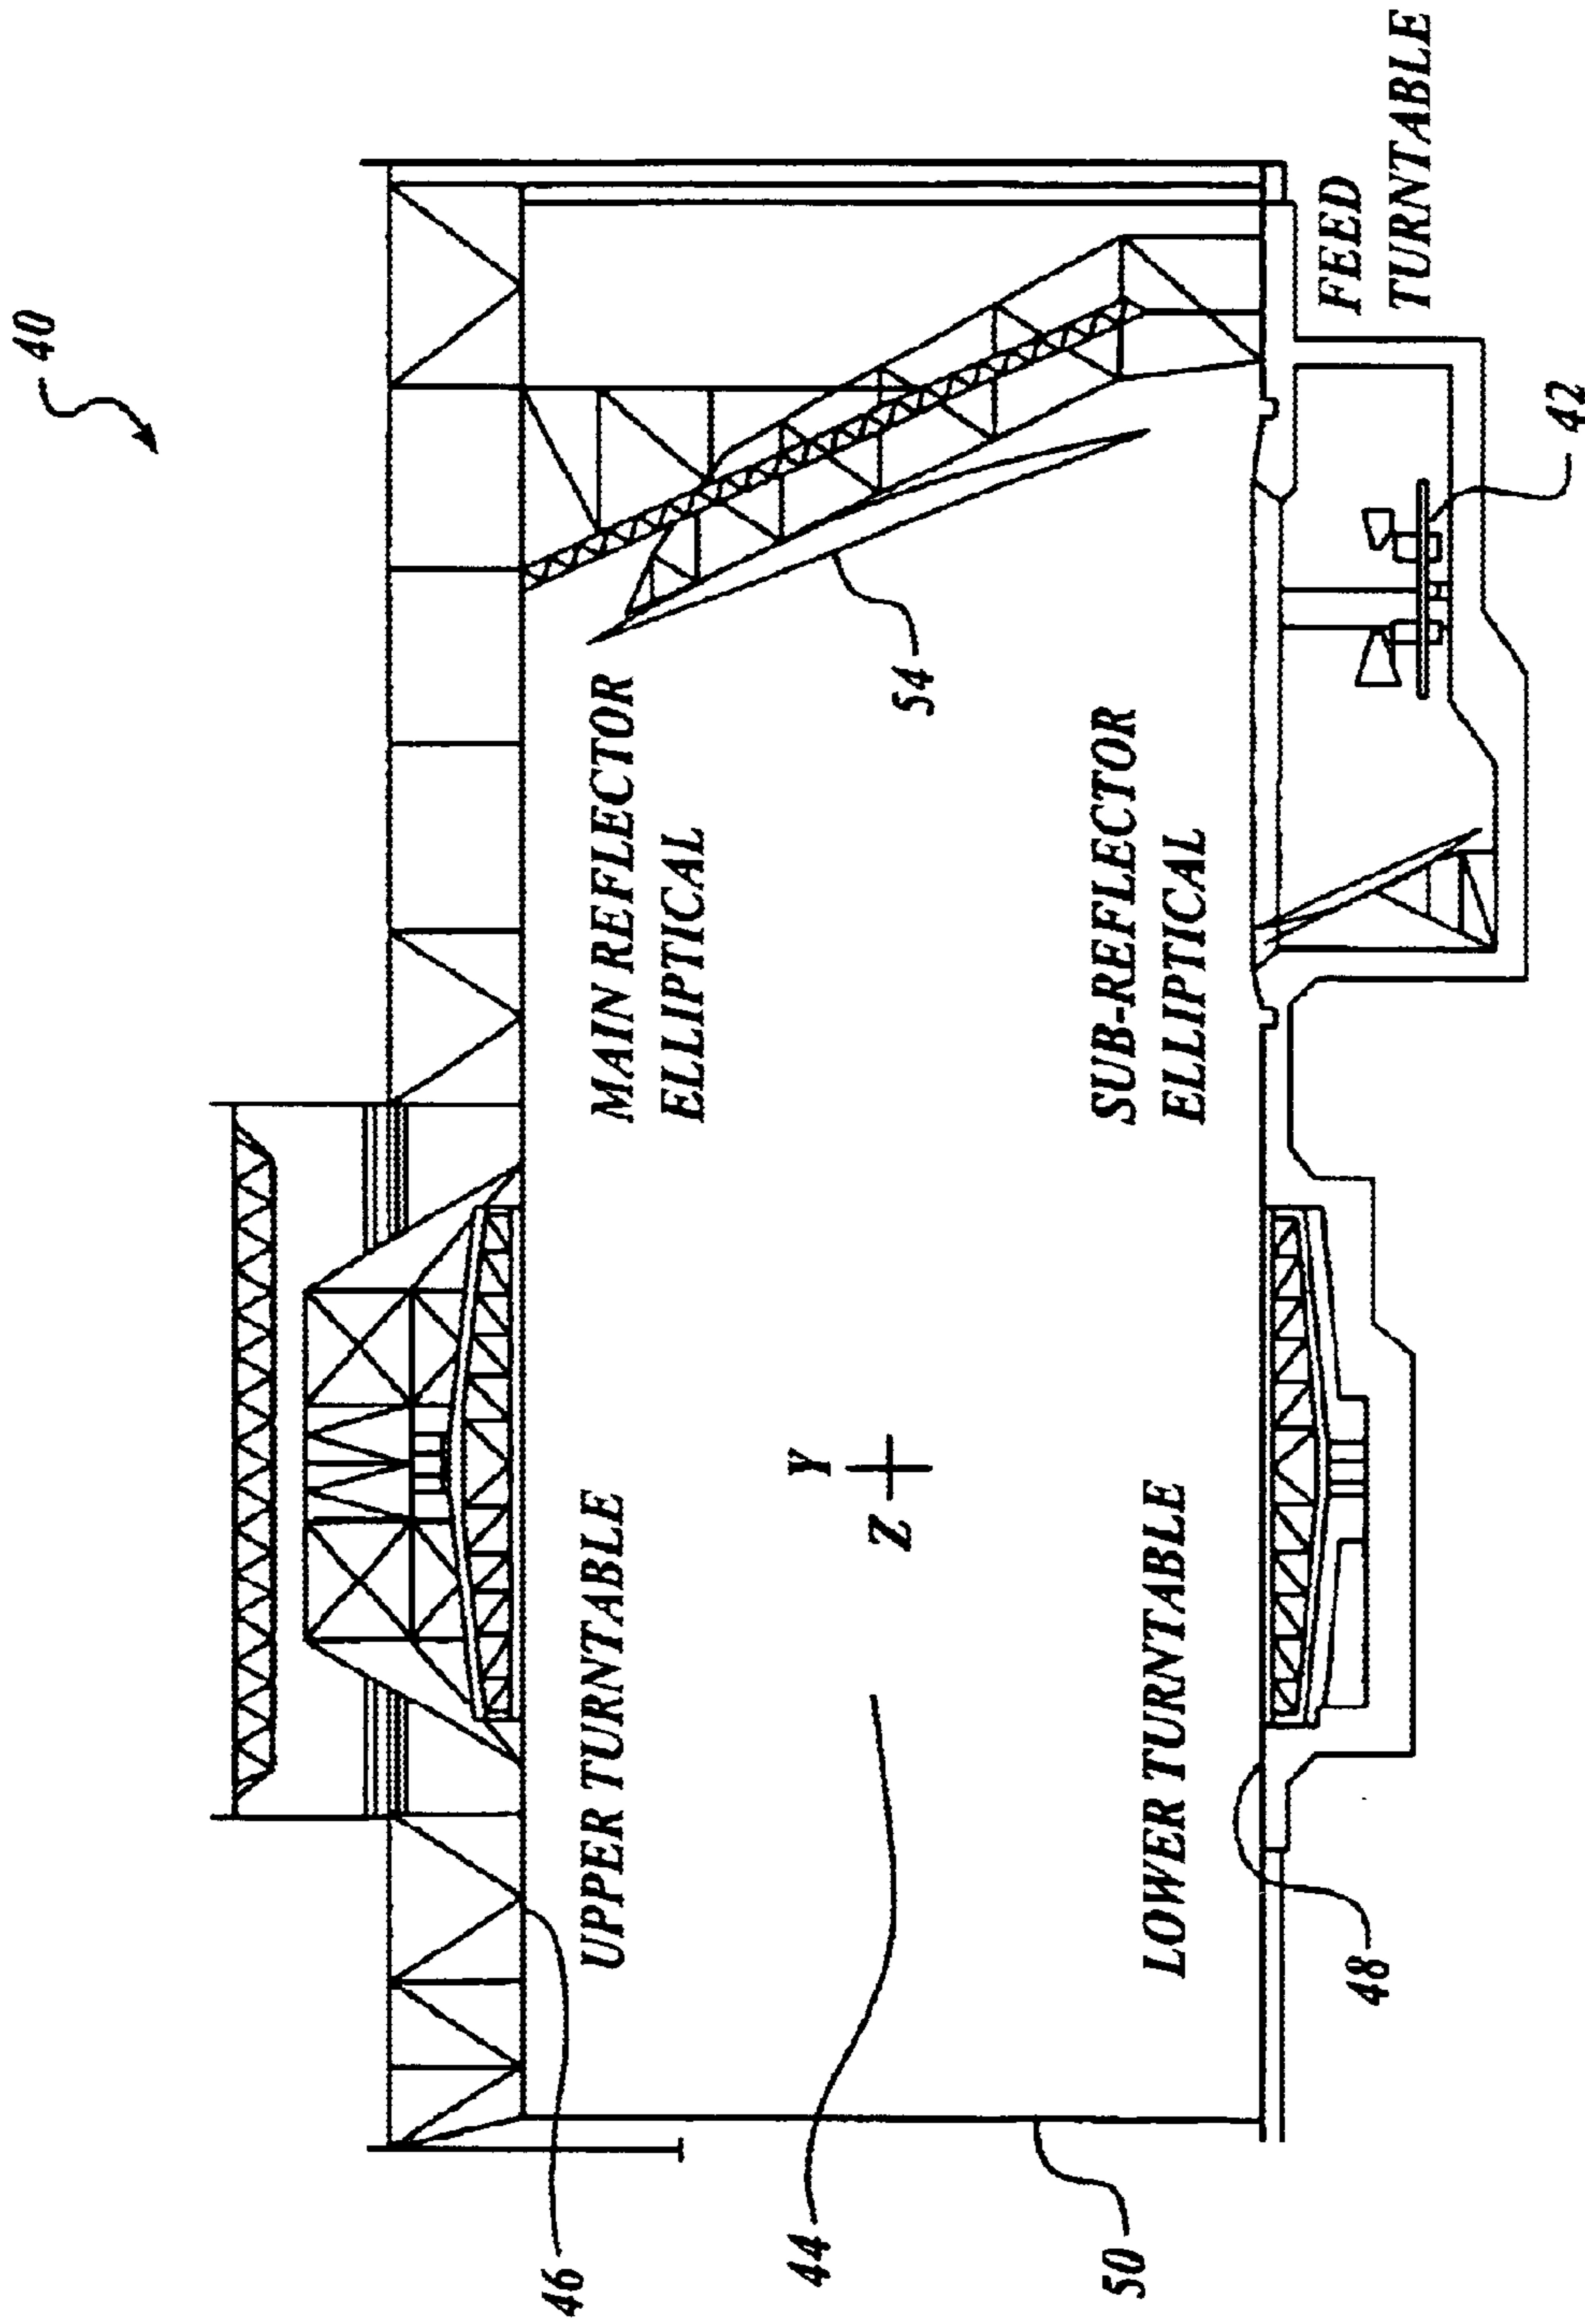 40
UPPER TURNTABLE
MAIN REFLECTOR
ELLIPTICAL
46
Y
Z
44
54
50
LOWER TURNTABLE
SUB-REFLECTOR
ELLIPTICAL
48
FEED
TURNTABLE
42